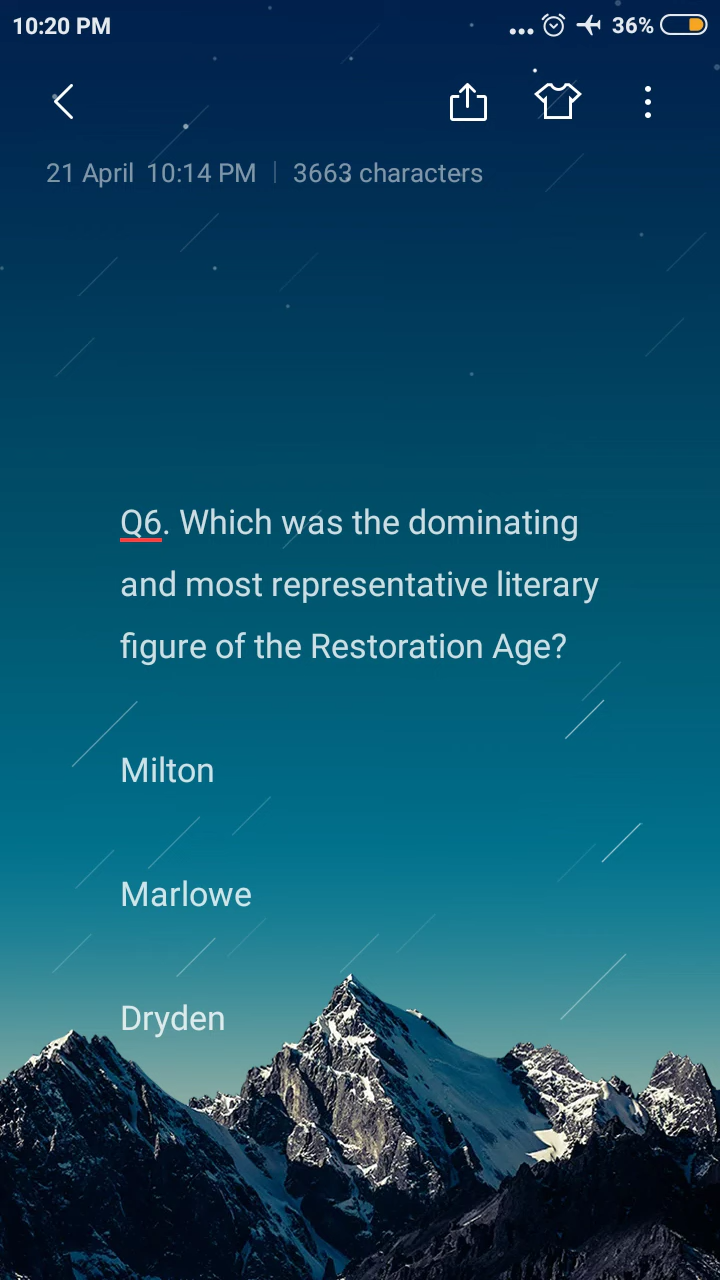 10:20 PM
36%
21 April 10:14 PM | 3663 characters
Q6. Which was the dominating
and most representative literary
figure of the Restoration Age?
Milton
Marlowe
Dryden